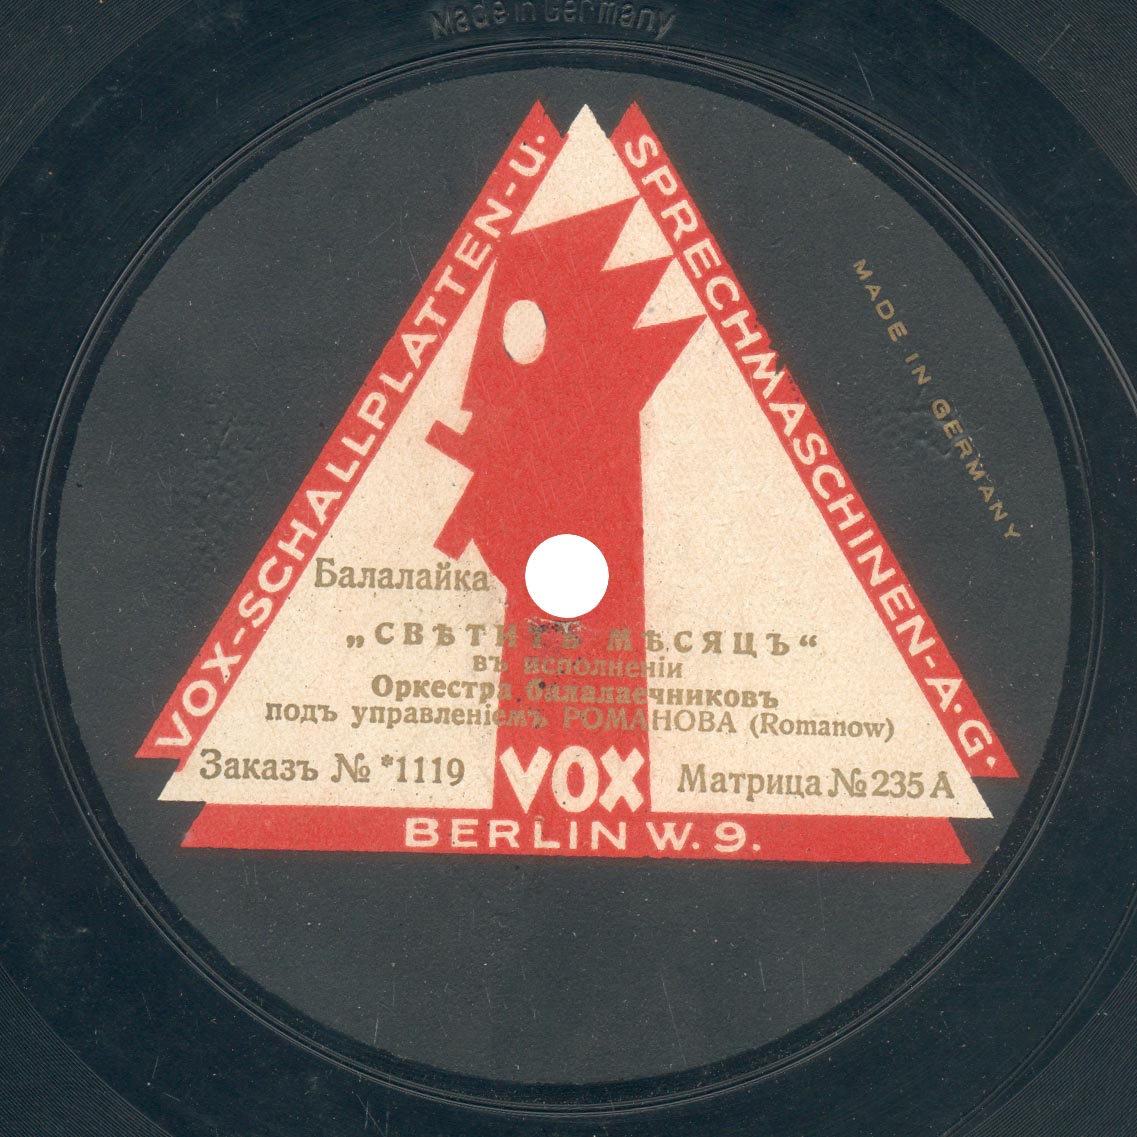 Made in Germany
VOX-SCHALLPLATTEN-U.
SPRECHMASCHINEN-A.G.
MADE IN GERMANY
Балалайка
„СВѢТИТЪ МѢСЯЦЪ“
въ исполненіи
Оркестра балалаечниковъ
подъ управленіемъ РОМАНОВА (Romanow)
Заказъ № *1119
VOX
Матрица № 235 A
BERLIN W. 9.